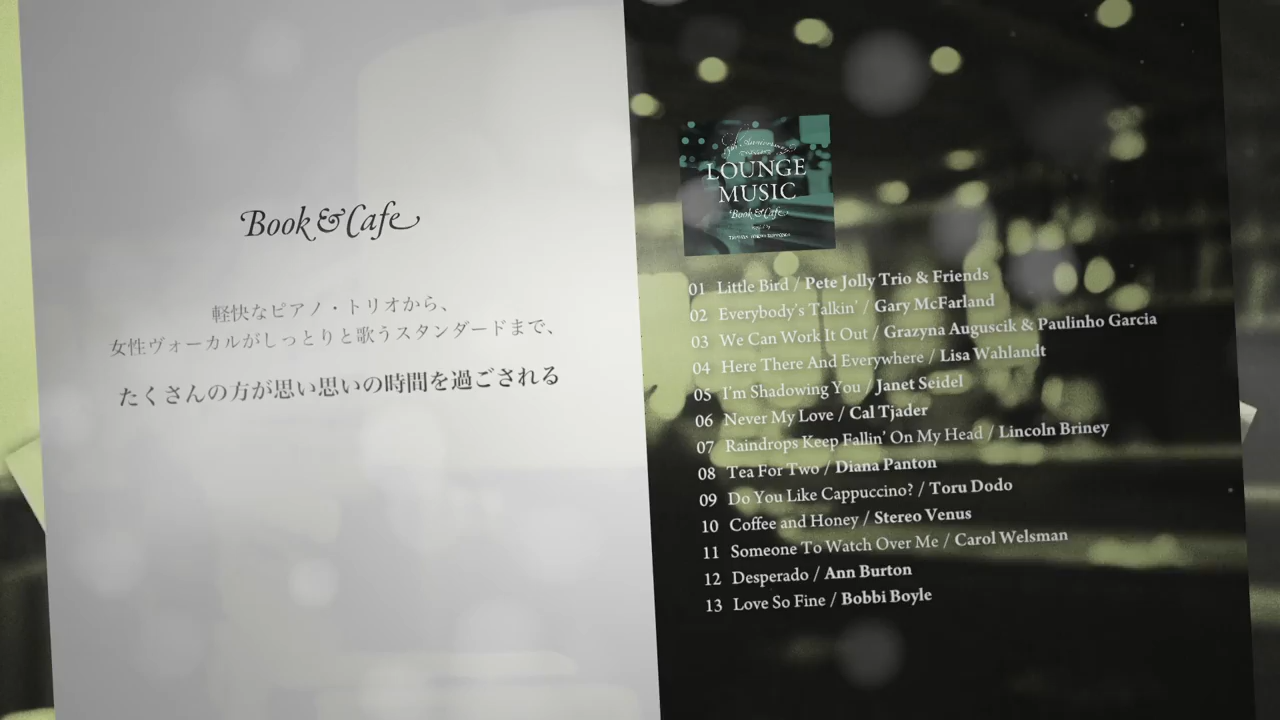 Book & Cafe
軽快なピアノ・トリオから、
女性ヴォーカルがしっとりと歌うスタンダードまで、
たくさんの方が思い思いの時間を過ごされる
LOUNGE
MUSIC
Book & Cafe
01 Little Bird / Pete Jolly Trio & Friends
02 Everybody's Talkin' / Gary McFarland
03 We Can Work It Out / Grazyna Auguscik & Paulinho Garcia
04 Here There And Everywhere / Lisa Wahlandt
05 I'm Shadowing You / Janet Seidel
06 Never My Love / Cal Tjader
07 Raindrops Keep Fallin' On My Head / Lincoln Briney
08 Tea For Two / Diana Panton
09 Do You Like Cappuccino? / Toru Dodo
10 Coffee and Honey / Stereo Venus
11 Someone To Watch Over Me / Carol Welsman
12 Desperado / Ann Burton
13 Love So Fine / Bobbi Boyle